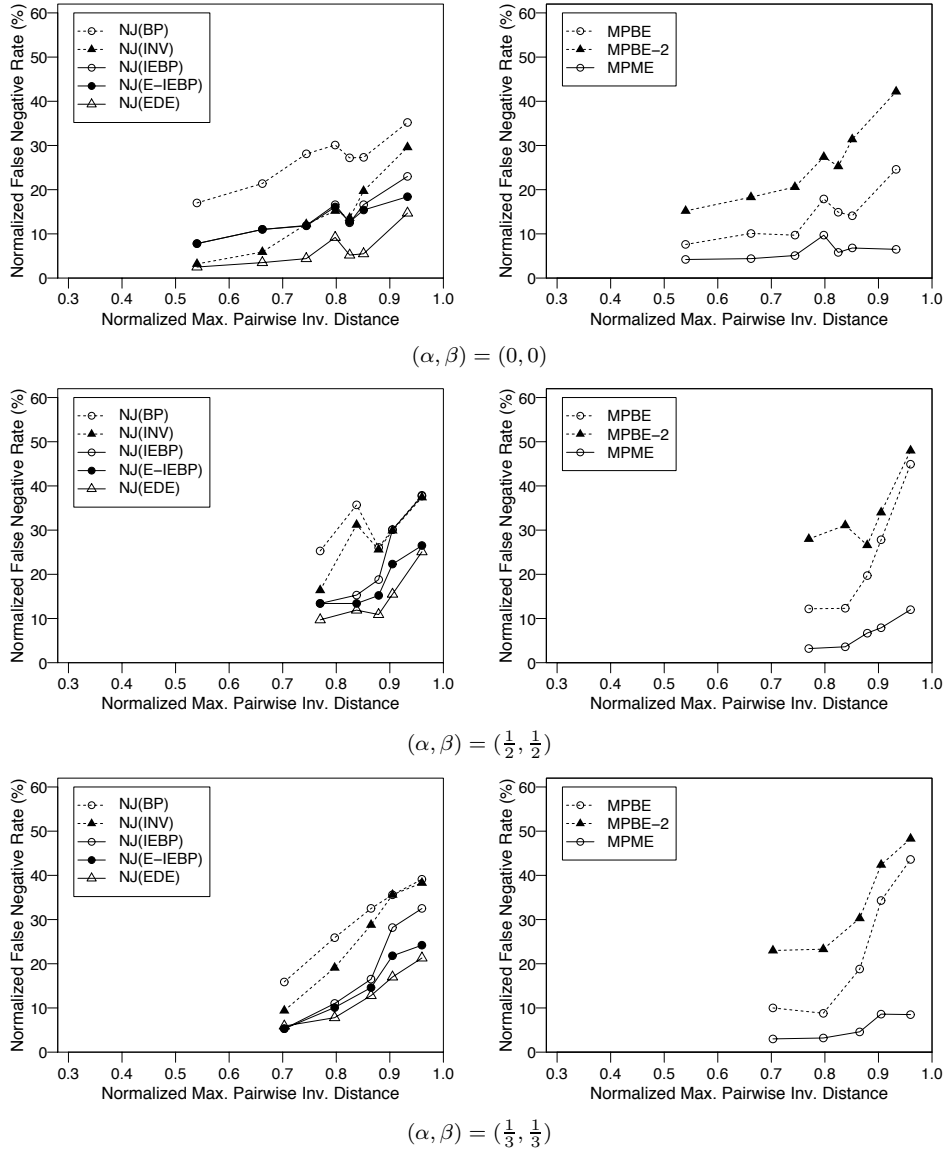 Normalized False Negative Rate (%)
60
50
40
30
20
10
0
NJ(BP)
NJ(INV)
NJ(IEBP)
NJ(E−IEBP)
NJ(EDE)
0.3 0.4 0.5 0.6 0.7 0.8 0.9 1.0
Normalized Max. Pairwise Inv. Distance
Normalized False Negative Rate (%)
60
50
40
30
20
10
0
MPBE
MPBE−2
MPME
0.3 0.4 0.5 0.6 0.7 0.8 0.9 1.0
Normalized Max. Pairwise Inv. Distance
(α, β) = (0, 0)
Normalized False Negative Rate (%)
60
50
40
30
20
10
0
NJ(BP)
NJ(INV)
NJ(IEBP)
NJ(E−IEBP)
NJ(EDE)
0.3 0.4 0.5 0.6 0.7 0.8 0.9 1.0
Normalized Max. Pairwise Inv. Distance
Normalized False Negative Rate (%)
60
50
40
30
20
10
0
MPBE
MPBE−2
MPME
0.3 0.4 0.5 0.6 0.7 0.8 0.9 1.0
Normalized Max. Pairwise Inv. Distance
(α, β) = (1/2, 1/2)
Normalized False Negative Rate (%)
60
50
40
30
20
10
0
NJ(BP)
NJ(INV)
NJ(IEBP)
NJ(E−IEBP)
NJ(EDE)
0.3 0.4 0.5 0.6 0.7 0.8 0.9 1.0
Normalized Max. Pairwise Inv. Distance
Normalized False Negative Rate (%)
60
50
40
30
20
10
0
MPBE
MPBE−2
MPME
0.3 0.4 0.5 0.6 0.7 0.8 0.9 1.0
Normalized Max. Pairwise Inv. Distance
(α, β) = (1/3, 1/3)